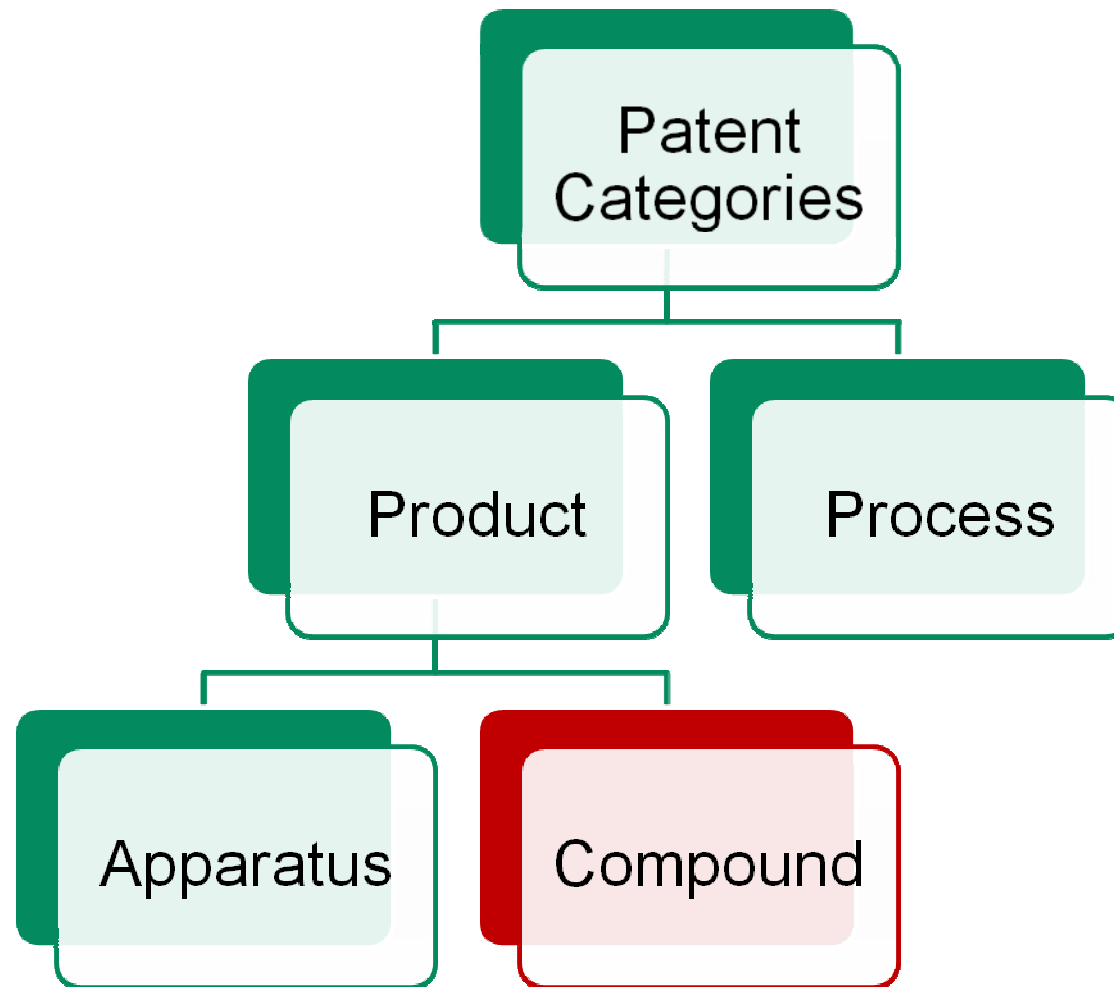 Patent
Categories
Product
Process
Apparatus
Compound